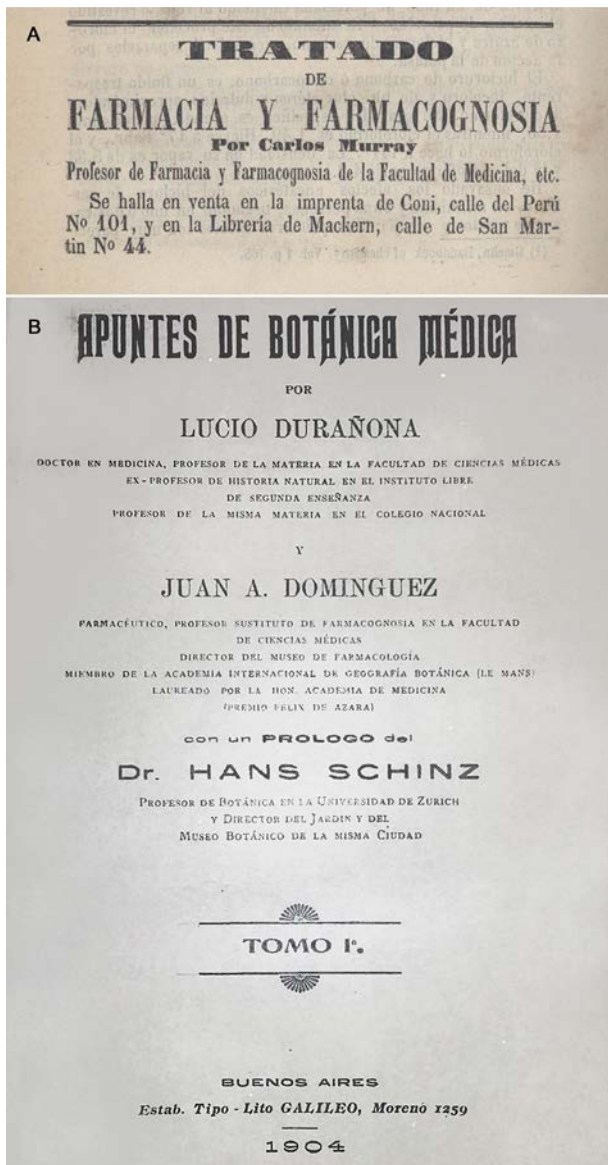 A
TRATADO
DE
FARMACIA Y FARMACOGNOSIA
Por Carlos Murray
Profesor de Farmacia y Farmacognosia de la Facultad de Medicina, etc.
Se halla en venta en la imprenta de Coni, calle del Perú
Nº 101, y en la Librería de Mackern, calle de San Mar-
tin Nº 44.
B
APUNTES DE BOTÁNICA MÉDICA
POR
LUCIO DURAÑONA
DOCTOR EN MEDICINA, PROFESOR DE LA MATERIA EN LA FACULTAD DE CIENCIAS MÉDICAS
EX-PROFESOR DE HISTORIA NATURAL EN EL INSTITUTO LIBRE
DE SEGUNDA ENSEÑANZA
PROFESOR DE LA MISMA MATERIA EN EL COLEGIO NACIONAL
Y
JUAN A. DOMINGUEZ
FARMACÉUTICO, PROFESOR SUSTITUTO DE FARMACOGNOSIA EN LA FACULTAD
DE CIENCIAS MÉDICAS
DIRECTOR DEL MUSEO DE FARMACOLOGÍA
MIEMBRO DE LA ACADEMIA INTERNACIONAL DE GEOGRAFÍA BOTÁNICA (LE MANS)
LAUREADO POR LA HON. ACADEMIA DE MEDICINA
(PREMIO FÉLIX DE AZARA)
con un PROLOGO del
Dr. HANS SCHINZ
PROFESOR DE BOTÁNICA EN LA UNIVERSIDAD DE ZURICH
Y DIRECTOR DEL JARDIN Y DEL
MUSEO BOTÁNICO DE LA MISMA CIUDAD
TOMO Iº.
BUENOS AIRES
Estab. Tipo-Lito GALILEO, Moreno 1259
1904